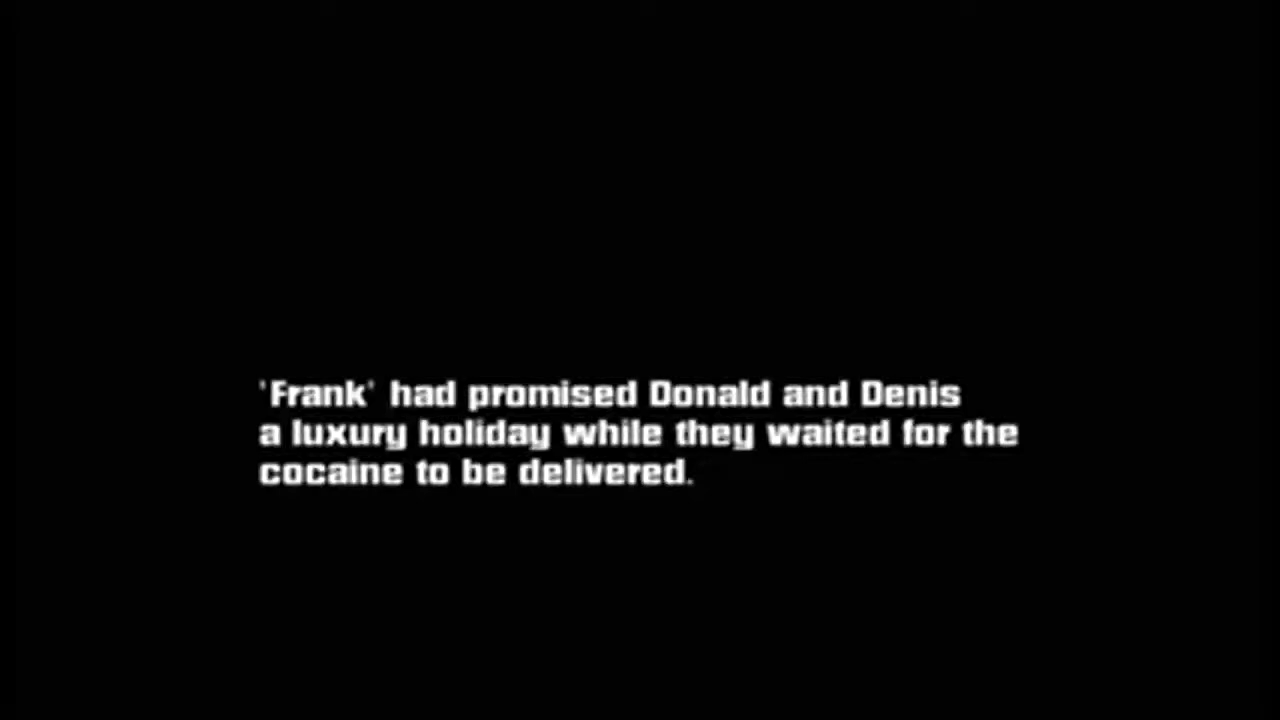 'Frank' had promised Donald and Denis
a luxury holiday while they waited for the
cocaine to be delivered.